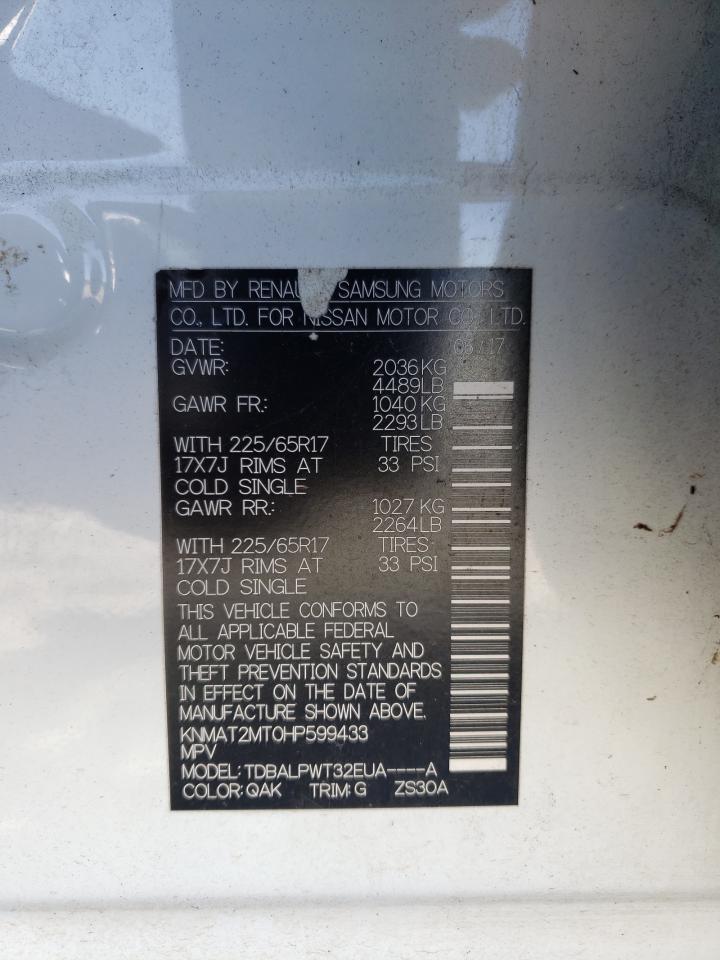 MFD BY RENAU SAMSUNG MOTORS
CO., LTD. FOR NISSAN MOTOR CO., LTD.
DATE: 06/17
GVWR: 2036 KG
4489 LB
GAWR FR.: 1040 KG
2293 LB
WITH 225/65R17 TIRES
17X7J RIMS AT 33 PSI
COLD SINGLE
GAWR RR.: 1027 KG
2264 LB
WITH 225/65R17 TIRES
17X7J RIMS AT 33 PSI
COLD SINGLE
THIS VEHICLE CONFORMS TO
ALL APPLICABLE FEDERAL
MOTOR VEHICLE SAFETY AND
THEFT PREVENTION STANDARDS
IN EFFECT ON THE DATE OF
MANUFACTURE SHOWN ABOVE.
KNMAT2MT0HP599433
MPV
MODEL: TDBALPWT32EUA----A
COLOR: QAK TRIM: G ZS30A